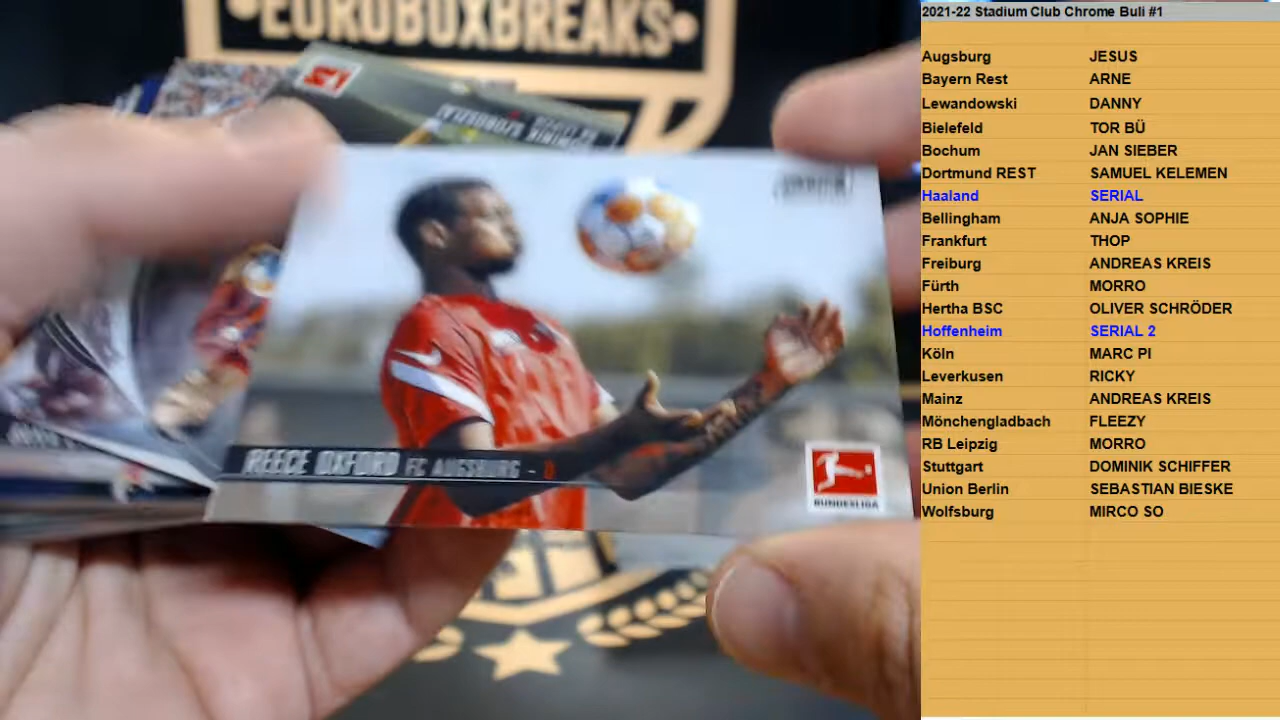 •EUROBOXBREAKS•
REECE OXFORD FC AUGSBURG - D
BUNDESLIGA
2021-22 Stadium Club Chrome Buli #1
Augsburg JESUS
Bayern Rest ARNE
Lewandowski DANNY
Bielefeld TOR BÜ
Bochum JAN SIEBER
Dortmund REST SAMUEL KELEMEN
Haaland SERIAL
Bellingham ANJA SOPHIE
Frankfurt THOP
Freiburg ANDREAS KREIS
Fürth MORRO
Hertha BSC OLIVER SCHRÖDER
Hoffenheim SERIAL 2
Köln MARC PI
Leverkusen RICKY
Mainz ANDREAS KREIS
Mönchengladbach FLEEZY
RB Leipzig MORRO
Stuttgart DOMINIK SCHIFFER
Union Berlin SEBASTIAN BIESKE
Wolfsburg MIRCO SO